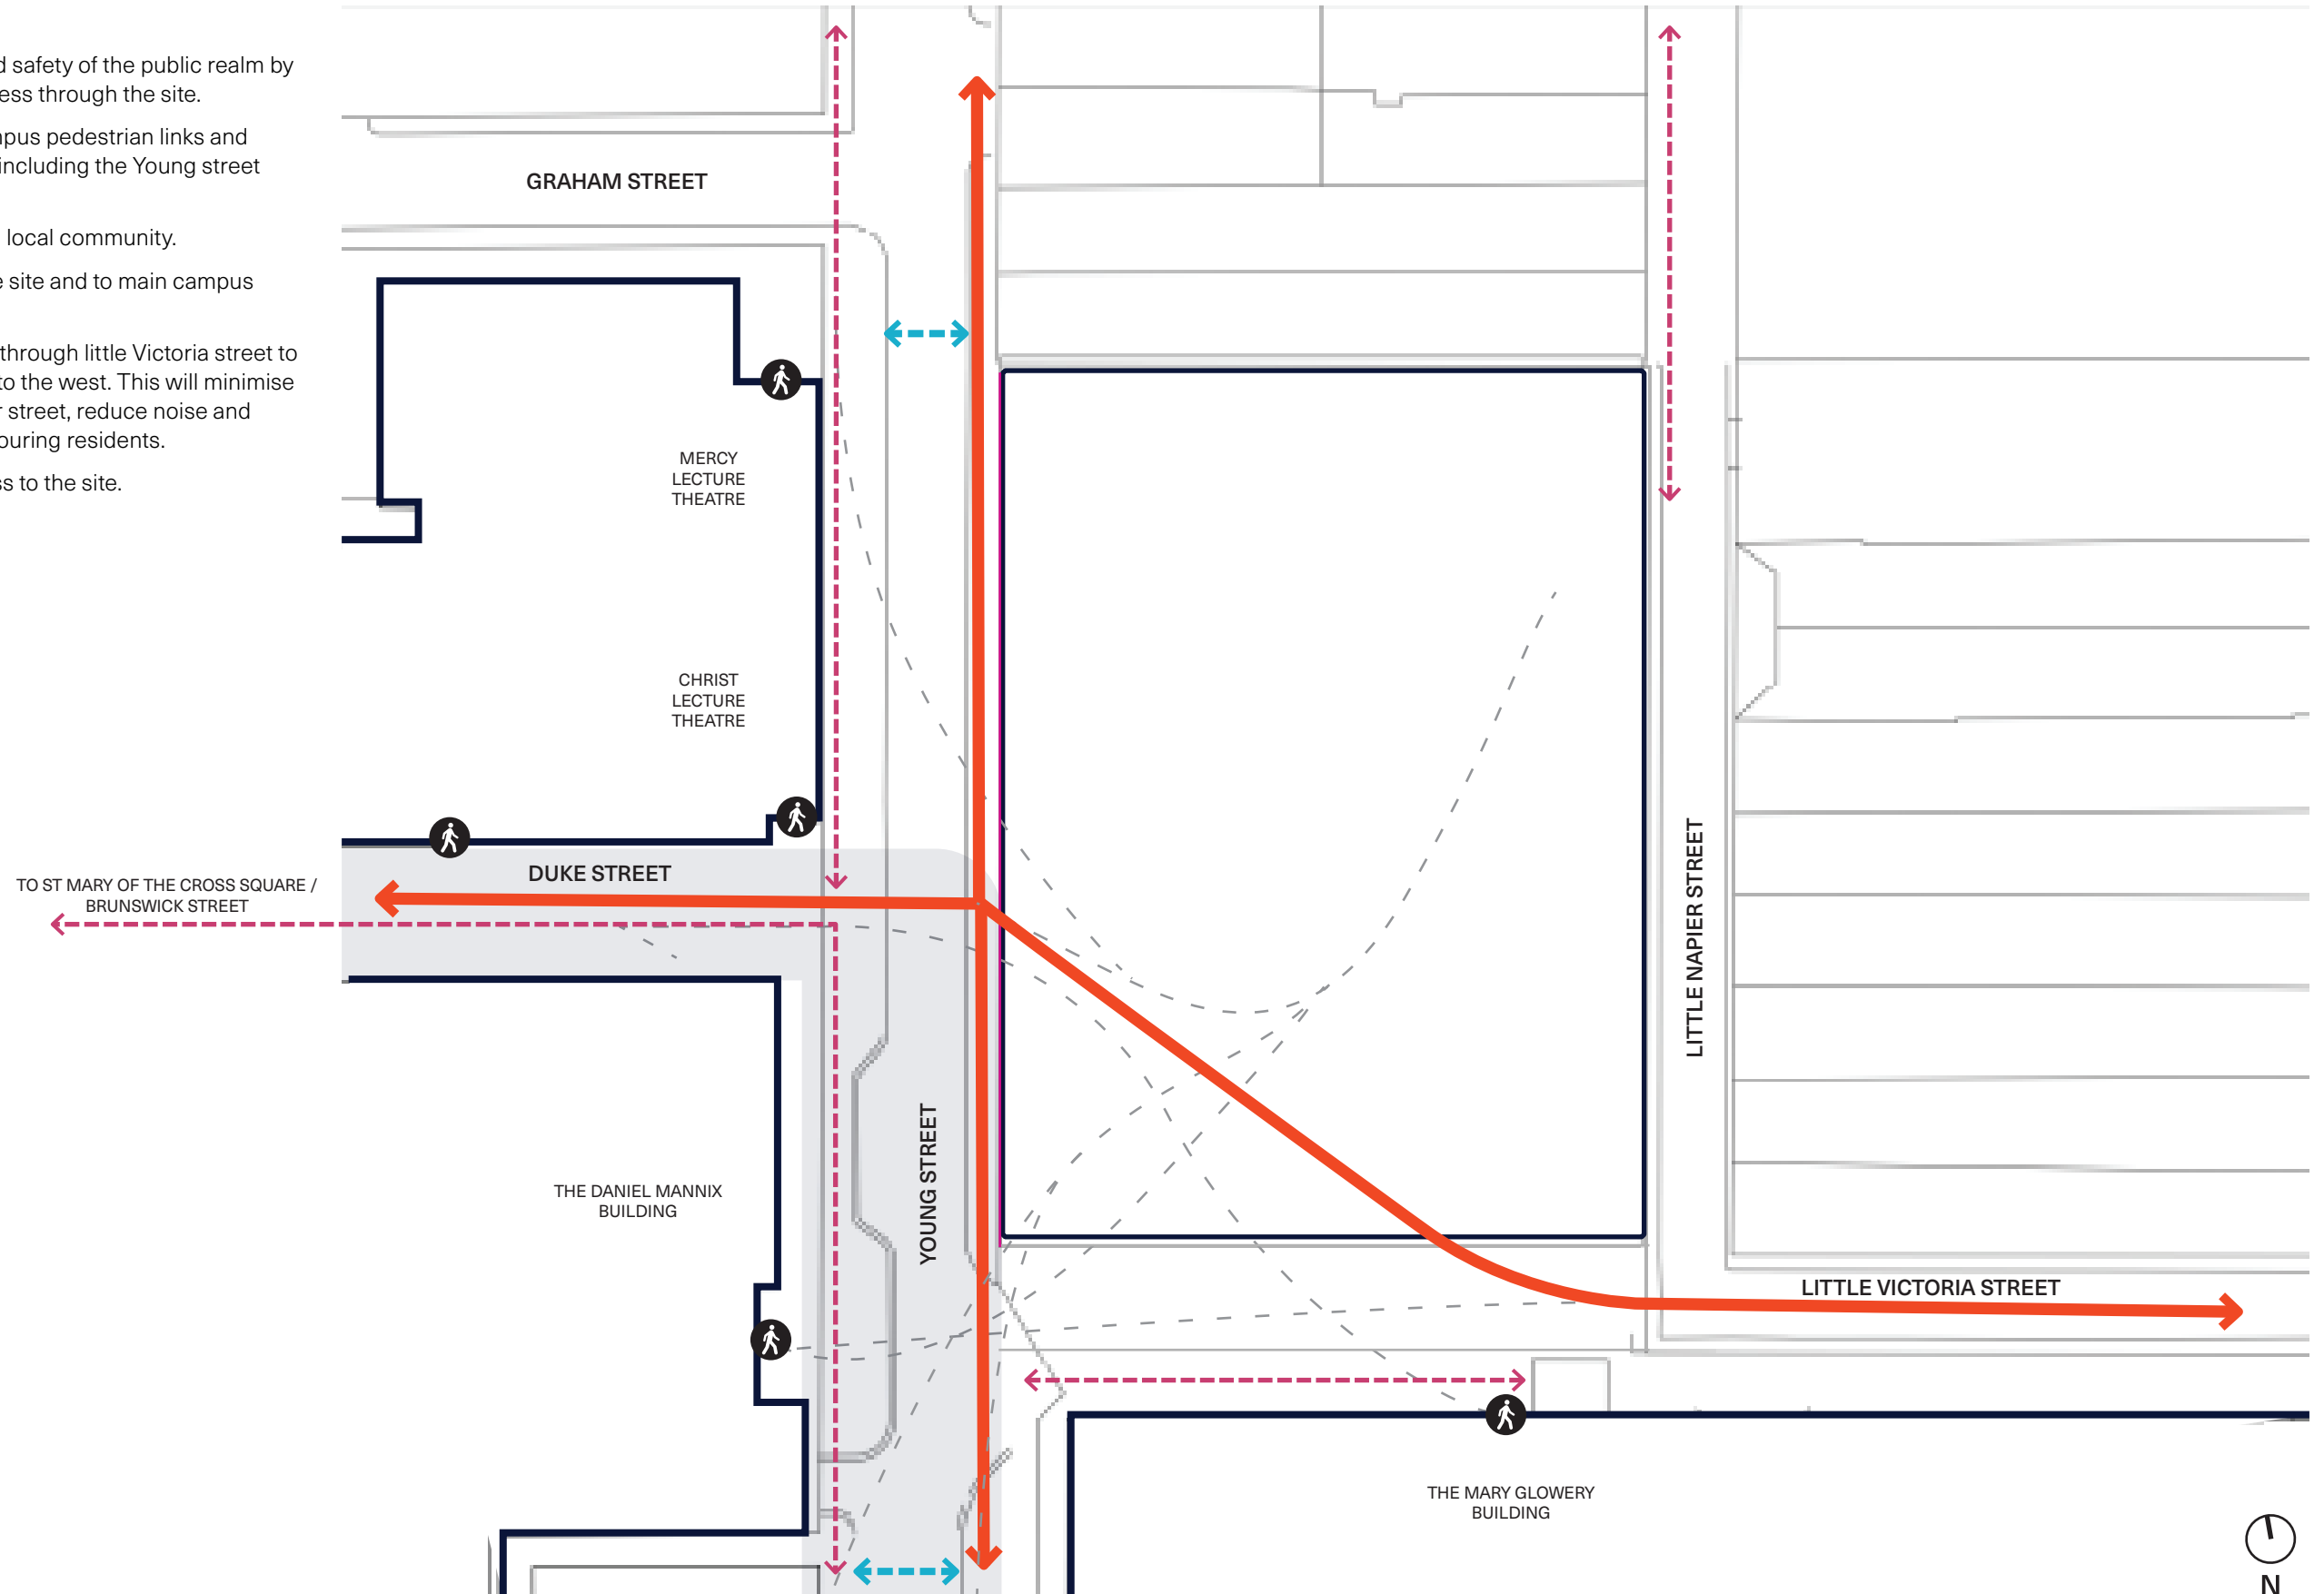 d safety of the public realm by
ess through the site.
npus pedestrian links and
including the Young street
local community.
e site and to main campus
through little Victoria street to
to the west. This will minimise
r street, reduce noise and
ouring residents.
ss to the site.
GRAHAM STREET
MERCY
LECTURE
THEATRE
CHRIST
LECTURE
THEATRE
DUKE STREET
TO ST MARY OF THE CROSS SQUARE /
BRUNSWICK STREET
LITTLE NAPIER STREET
YOUNG STREET
THE DANIEL MANNIX
BUILDING
LITTLE VICTORIA STREET
THE MARY GLOWERY
BUILDING
N